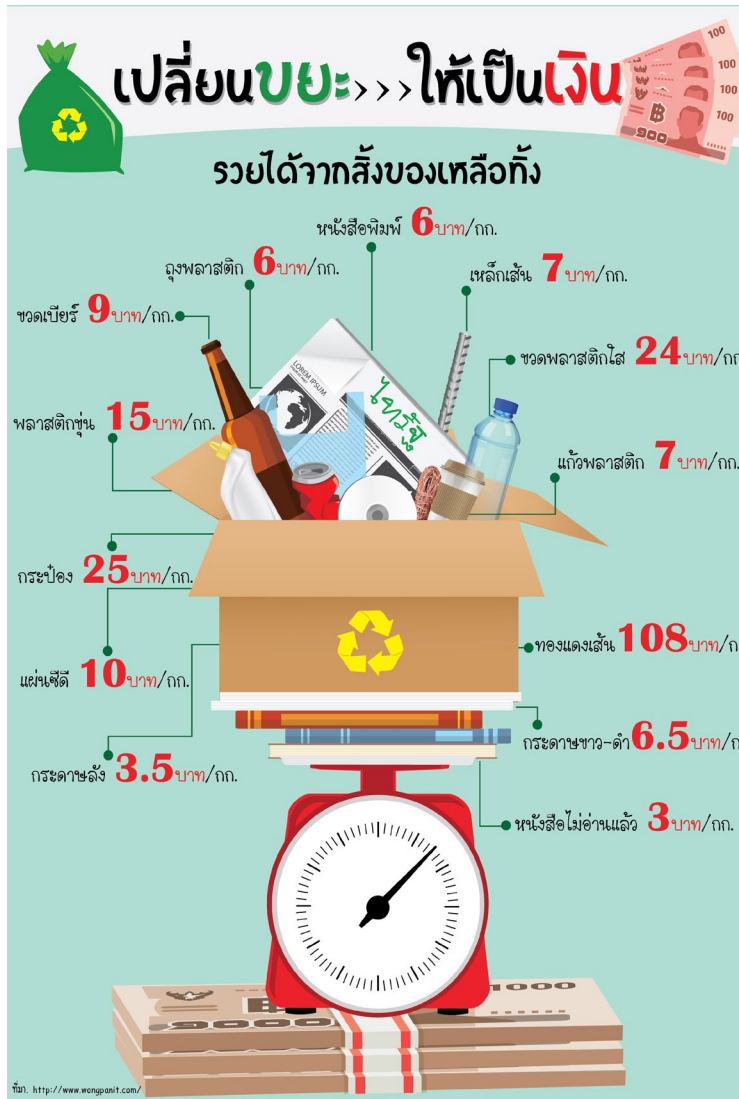 เปลี่ยนขยะ>>>ให้เป็นเงิน
100
100
100
100
฿
100
รวยได้จากสิ่งของเหลือทิ้ง
หนังสือพิมพ์ 6บาท/กก.
ถุงพลาสติก 6บาท/กก.
เหล็กเส้น 7บาท/กก.
ขวดเบียร์ 9บาท/กก.
ขวดพลาสติกใส 24บาท/กก
LOREM IPSUM
ไทรัฐ
พลาสติกขุ่น 15บาท/กก.
แก้วพลาสติก 7บาท/กก.
กระป๋อง 25บาท/กก.
ทองแดงเส้น 108บาท/ก
แผ่นซีดี 10บาท/กก.
กระดาษขาว-ดำ6.5บาท/ก
กระดาษลัง 3.5บาท/กก.
หนังสือไม่อ่านแล้ว 3บาท/กก.
1000
ที่มา. http://www.wongpanit.com/